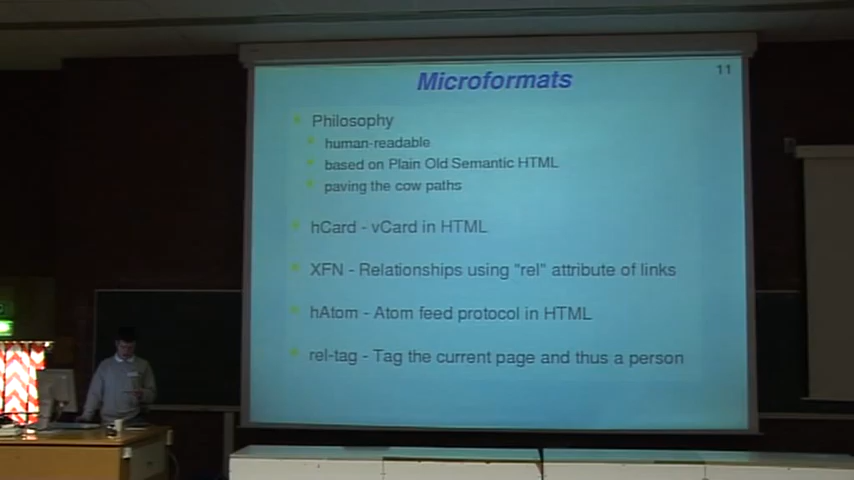 Microformats
11
Philosophy
human-readable
based on Plain Old Semantic HTML
paving the cow paths
hCard - vCard in HTML
XFN - Relationships using "rel" attribute of links
hAtom - Atom feed protocol in HTML
rel-tag - Tag the current page and thus a person